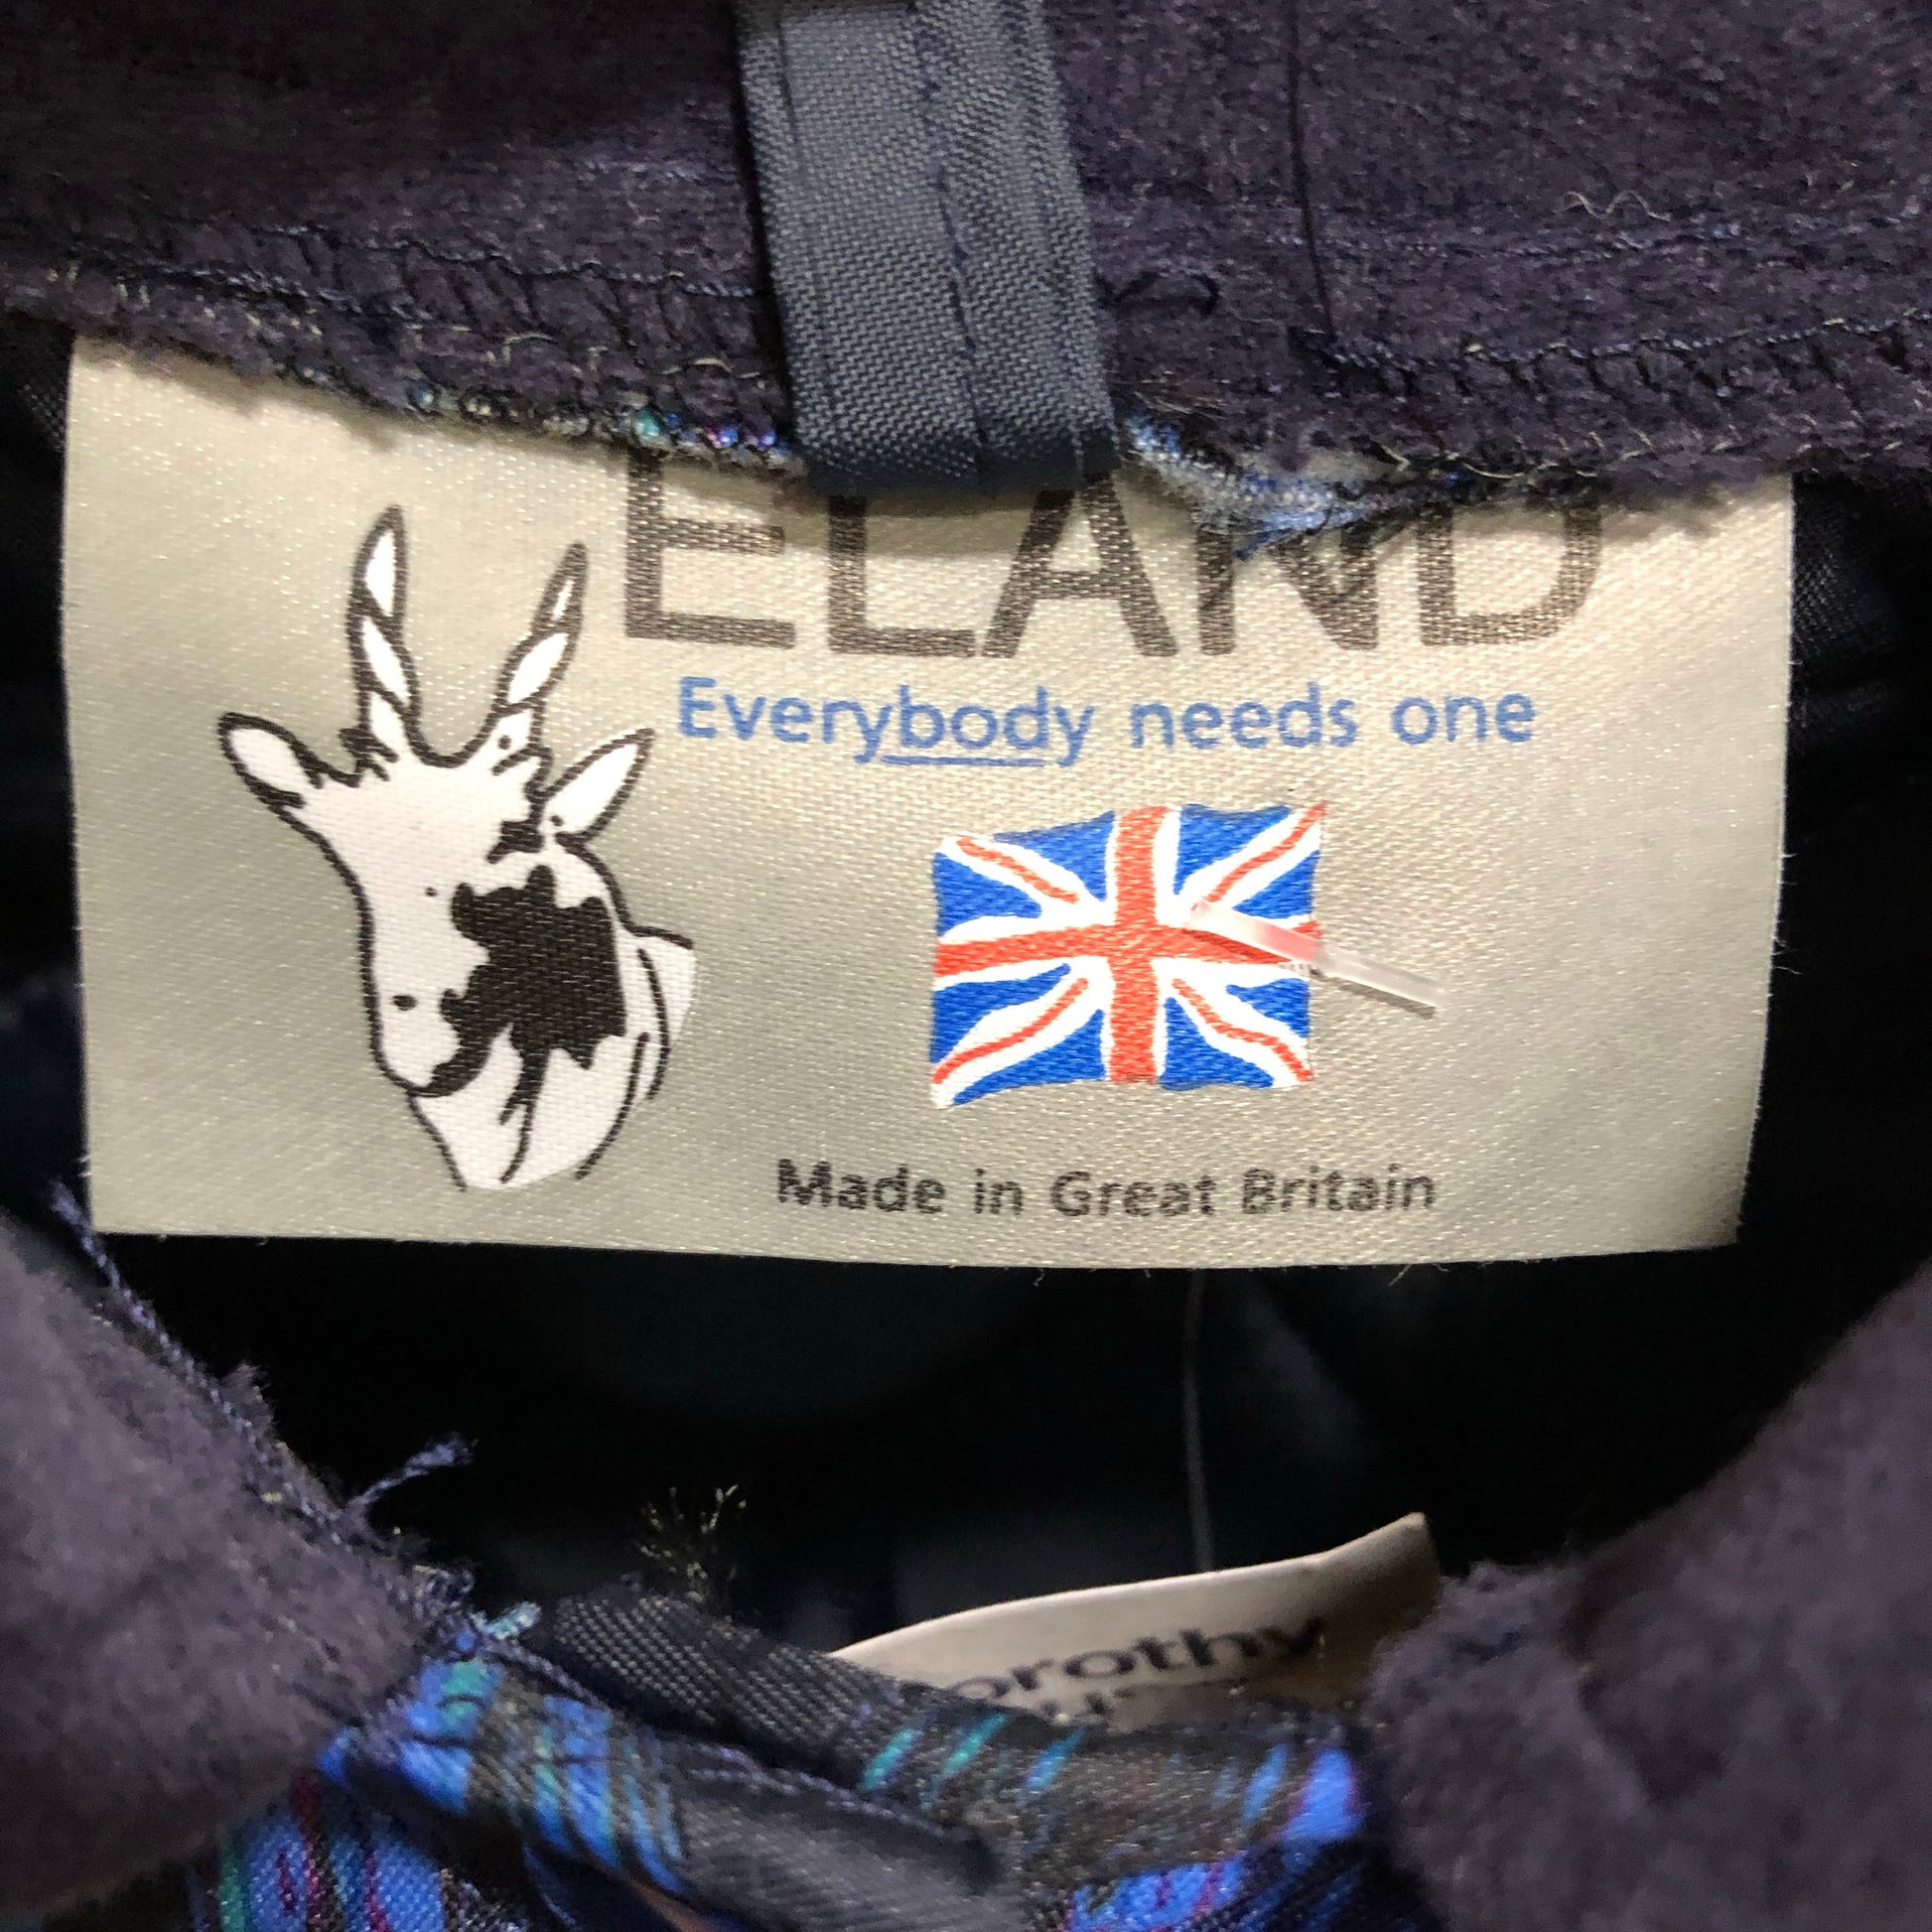 ELAND
Everybody needs one
Made in Great Britain